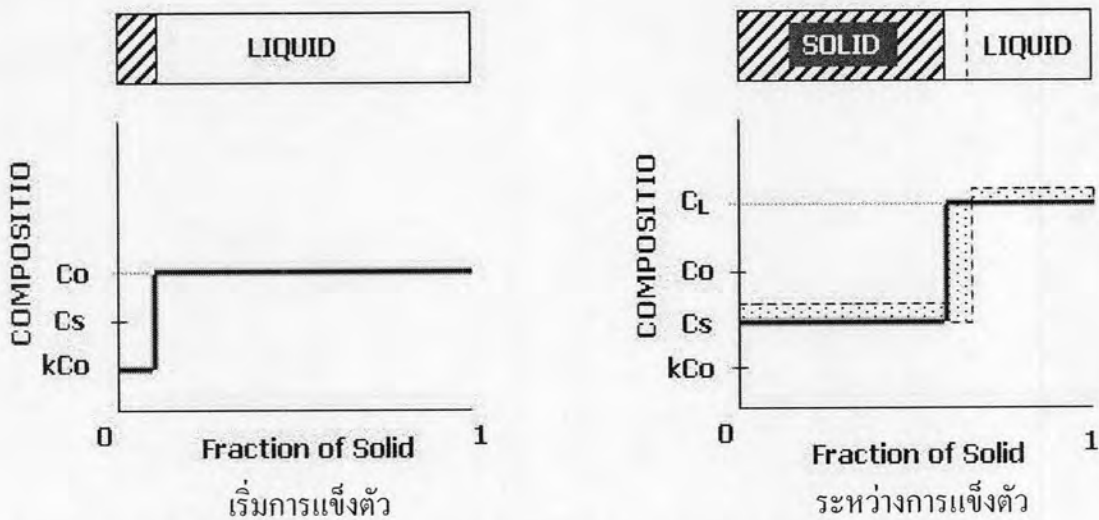 LIQUID
COMPOSITIO
Co
Cs
kCo
0
1
Fraction of Solid
เริ่มการแข็งตัว
SOLID
LIQUID
COMPOSITIO
CL
Co
Cs
kCo
0
1
Fraction of Solid
ระหว่างการแข็งตัว